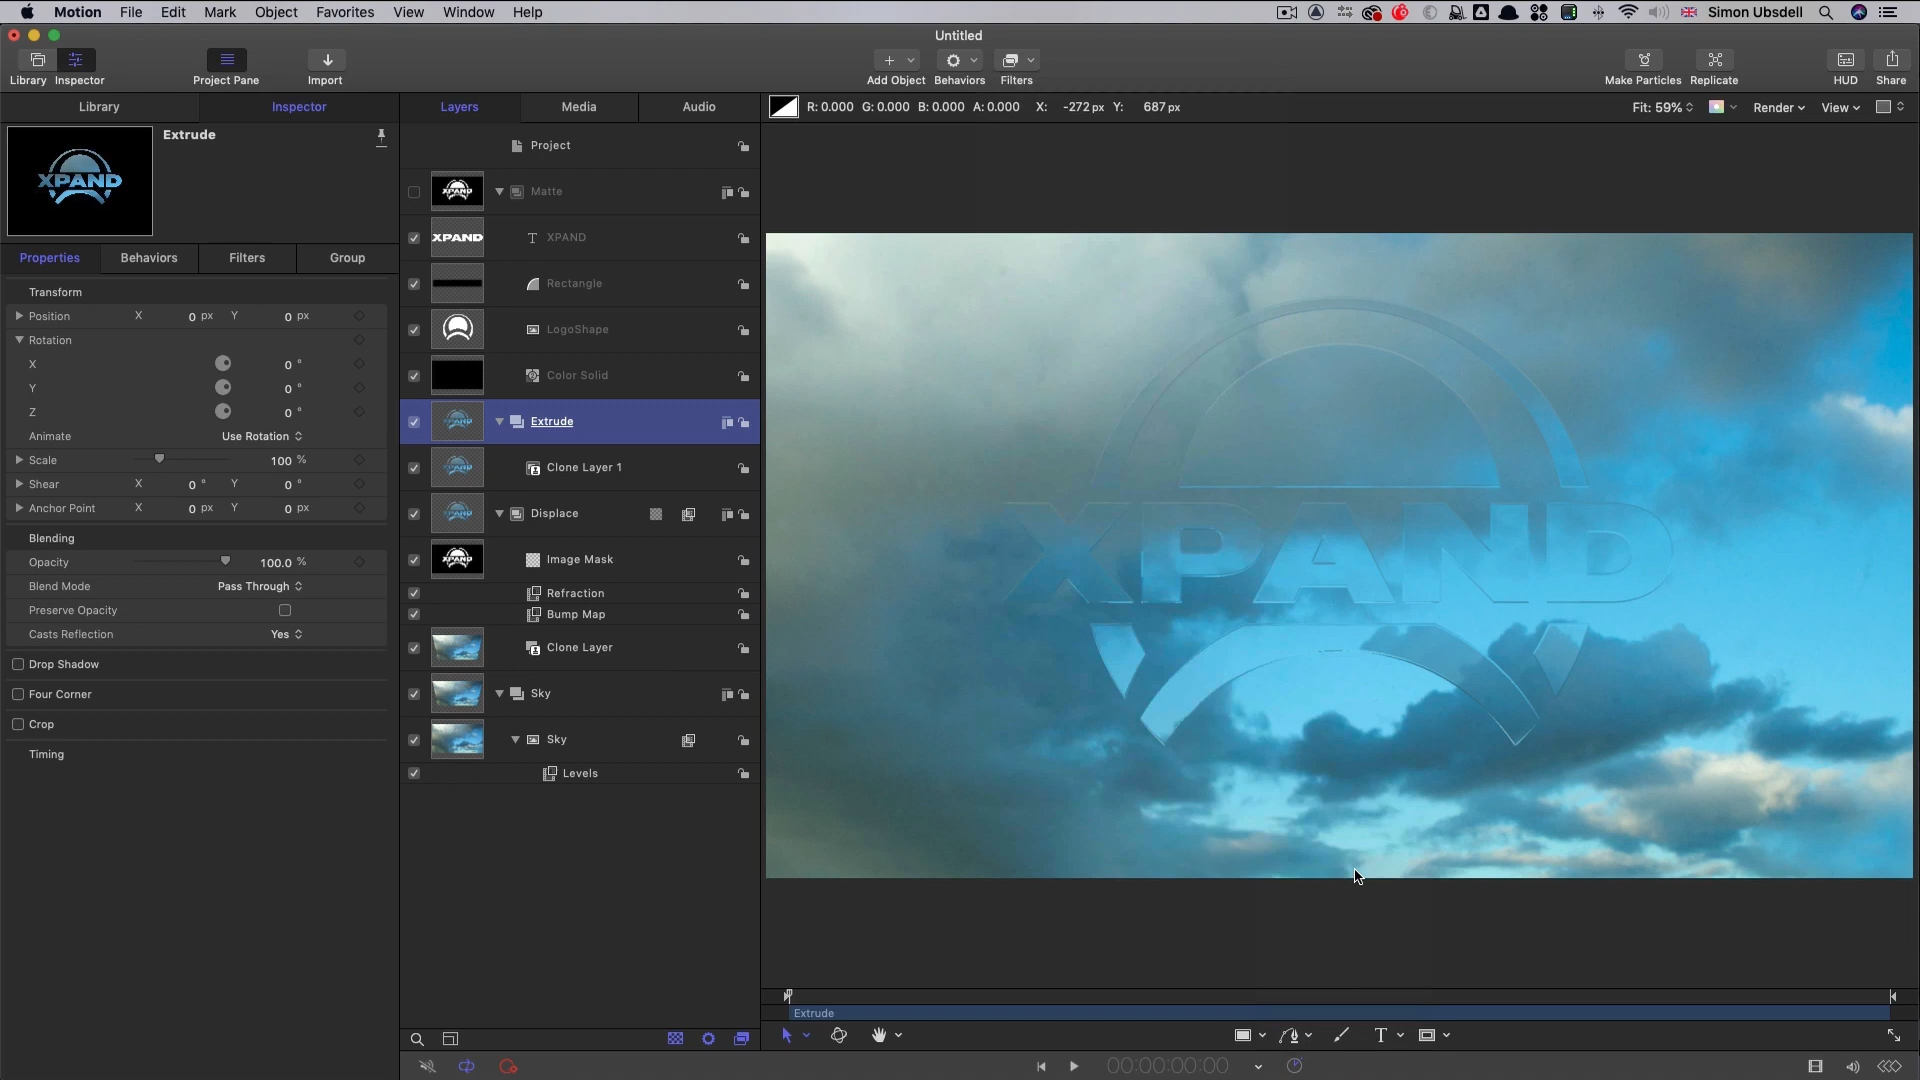 Motion File Edit Mark Object Favorites View Window Help Simon Ubsdell
Untitled
Library Inspector Project Pane Import Add Object Behaviors Filters Make Particles Replicate HUD Share
Library Inspector Layers Media Audio R: 0.000 G: 0.000 B: 0.000 A: 0.000 X: -272 px Y: 687 px Fit: 59% Render View
Extrude
XPAND
Properties Behaviors Filters Group
Transform
Position X 0 px Y 0 px
Rotation
X 0 °
Y 0 °
Z 0 °
Animate Use Rotation
Scale 100 %
Shear X 0 ° Y 0 °
Anchor Point X 0 px Y 0 px
Blending
Opacity 100.0 %
Blend Mode Pass Through
Preserve Opacity
Casts Reflection Yes
Drop Shadow
Four Corner
Crop
Timing
Project
XPAND Matte
XPAND T XPAND
Rectangle
LogoShape
Color Solid
XPAND Extrude
XPAND Clone Layer 1
XPAND Displace
XPAND Image Mask
Refraction
Bump Map
Clone Layer
Sky
Sky
Levels
XPAND
Extrude
T
00:00:00:00